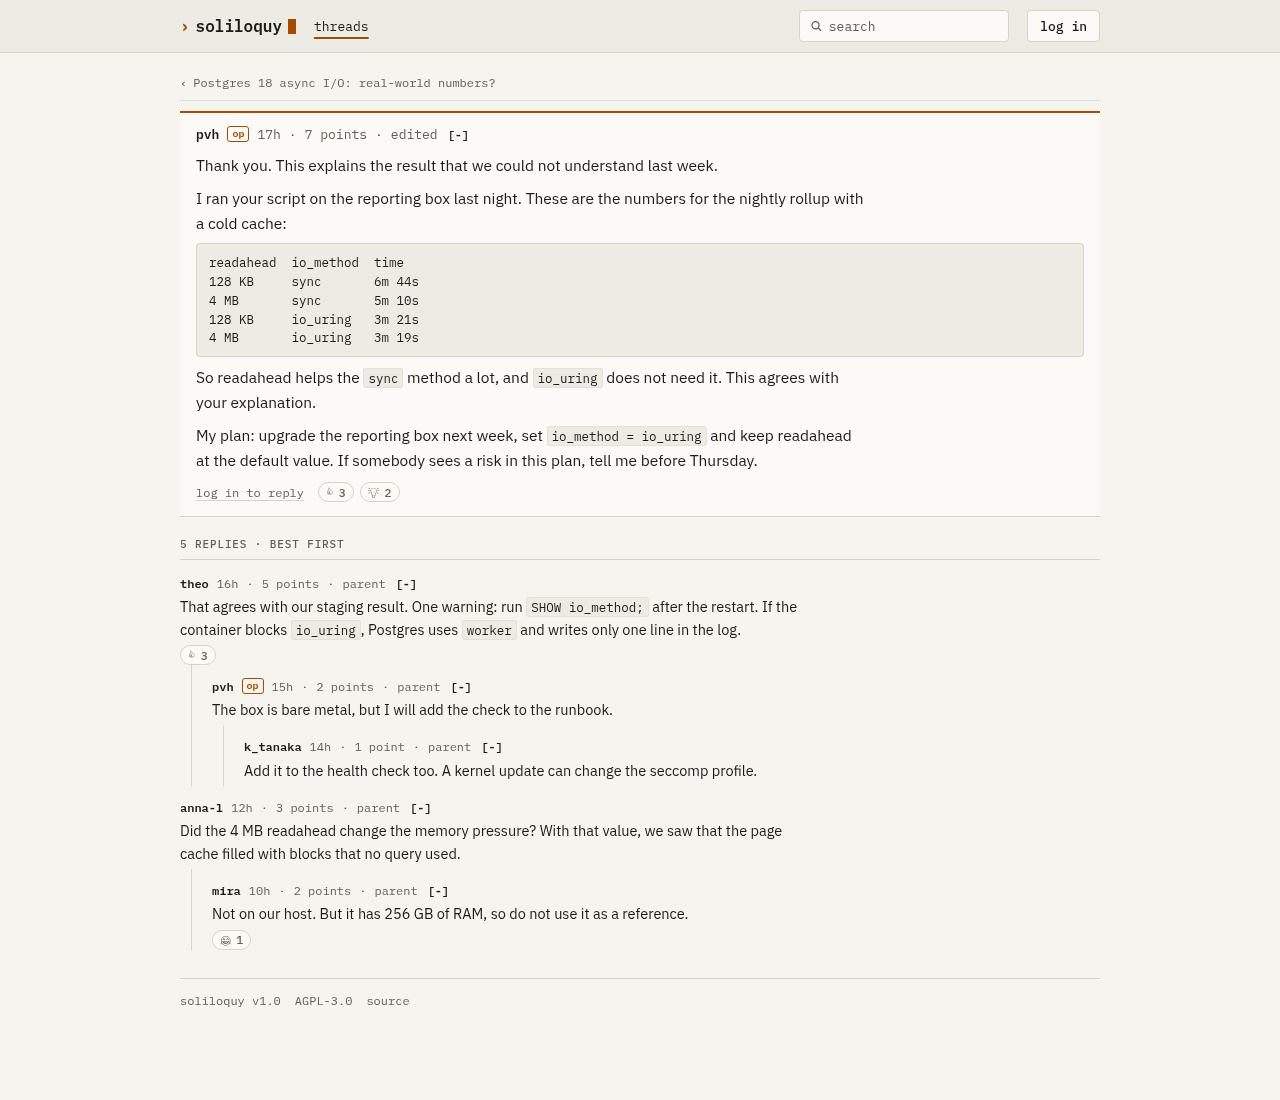 › soliloquy threads search log in
‹ Postgres 18 async I/O: real-world numbers?
pvh op 17h · 7 points · edited [-]
Thank you. This explains the result that we could not understand last week.
I ran your script on the reporting box last night. These are the numbers for the nightly rollup with
a cold cache:
readahead io_method time
128 KB sync 6m 44s
4 MB sync 5m 10s
128 KB io_uring 3m 21s
4 MB io_uring 3m 19s
So readahead helps the sync method a lot, and io_uring does not need it. This agrees with
your explanation.
My plan: upgrade the reporting box next week, set io_method = io_uring and keep readahead
at the default value. If somebody sees a risk in this plan, tell me before Thursday.
log in to reply 👍 3 💡 2
5 REPLIES · BEST FIRST
theo 16h · 5 points · parent [-]
That agrees with our staging result. One warning: run SHOW io_method; after the restart. If the
container blocks io_uring, Postgres uses worker and writes only one line in the log.
👍 3
pvh op 15h · 2 points · parent [-]
The box is bare metal, but I will add the check to the runbook.
k_tanaka 14h · 1 point · parent [-]
Add it to the health check too. A kernel update can change the seccomp profile.
anna-l 12h · 3 points · parent [-]
Did the 4 MB readahead change the memory pressure? With that value, we saw that the page
cache filled with blocks that no query used.
mira 10h · 2 points · parent [-]
Not on our host. But it has 256 GB of RAM, so do not use it as a reference.
😄 1
soliloquy v1.0 AGPL-3.0 source